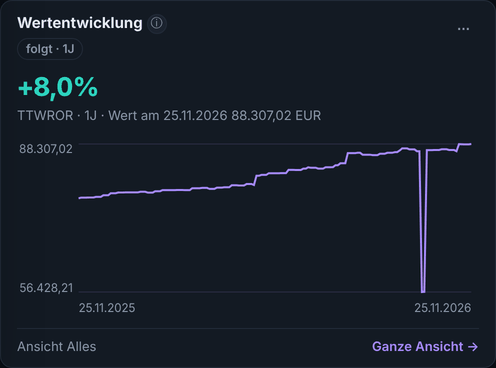 Wertentwicklung ⓘ
...
folgt · 1J
+8,0%
TTWROR · 1J · Wert am 25.11.2026 88.307,02 EUR
88.307,02
56.428,21
25.11.2025 25.11.2026
Ansicht Alles Ganze Ansicht →